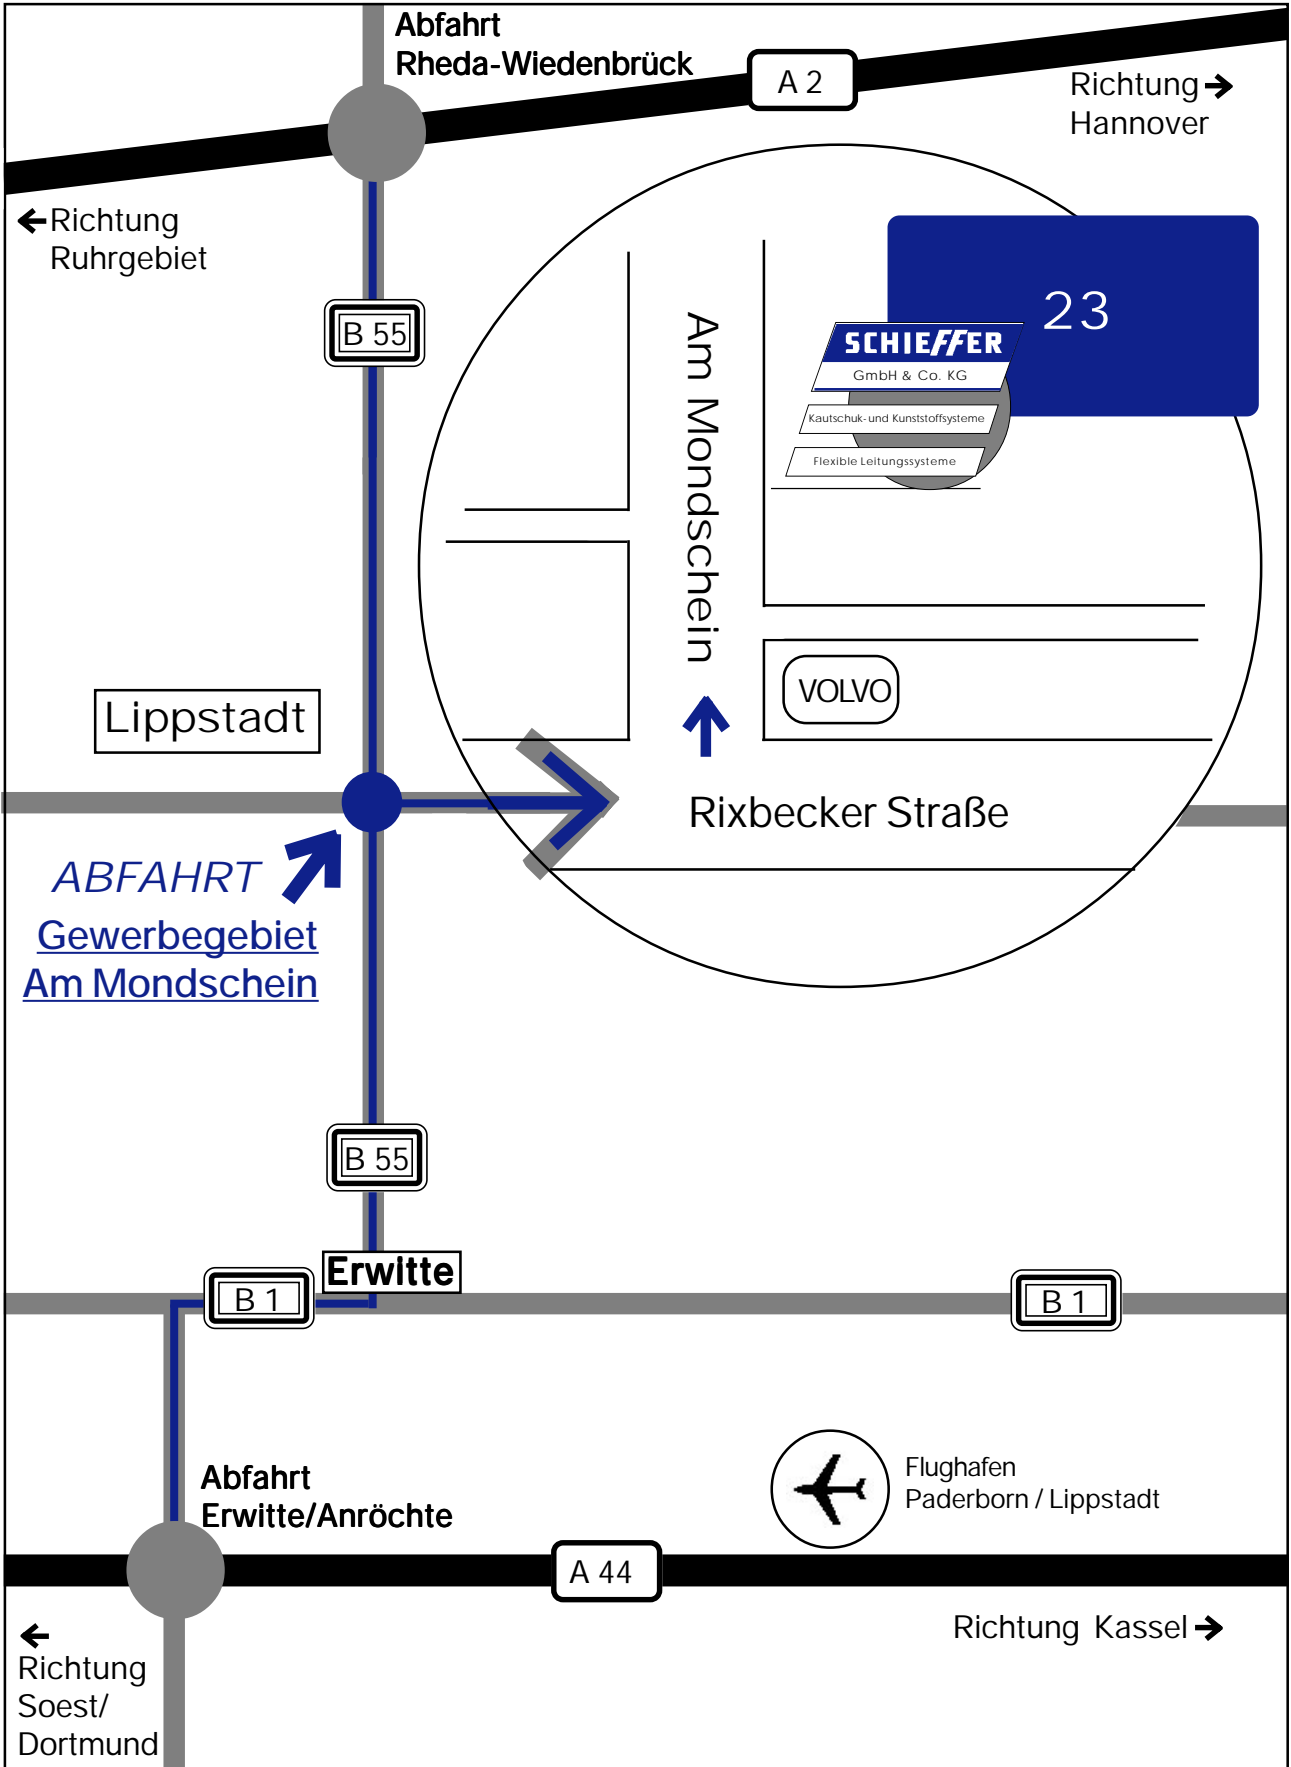 Abfahrt
Rheda-Wiedenbrück
A 2
Richtung
Hannover
Richtung
Ruhrgebiet
B 55
Am Mondschein
23
SCHIEFFER
GmbH & Co. KG
Kautschuk- und Kunststoffsysteme
Flexible Leitungssysteme
VOLVO
Lippstadt
Rixbecker Straße
ABFAHRT
Gewerbegebiet
Am Mondschein
B 55
Erwitte
B 1
B 1
Abfahrt
Erwitte/Anröchte
Flughafen
Paderborn / Lippstadt
A 44
Richtung Kassel
Richtung
Soest/
Dortmund